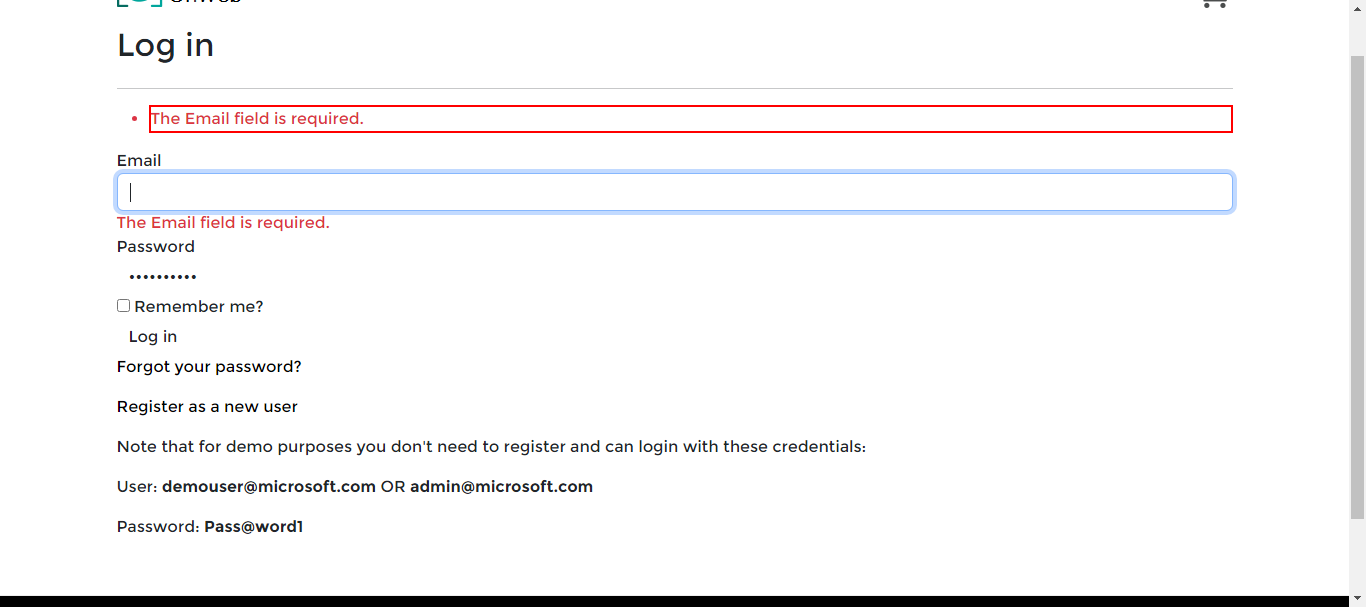 Log in
The Email field is required.
Email
The Email field is required.
Password
••••••••••
Remember me?
Log in
Forgot your password?
Register as a new user
Note that for demo purposes you don't need to register and can login with these credentials:
User: demouser@microsoft.com OR admin@microsoft.com
Password: Pass@word1